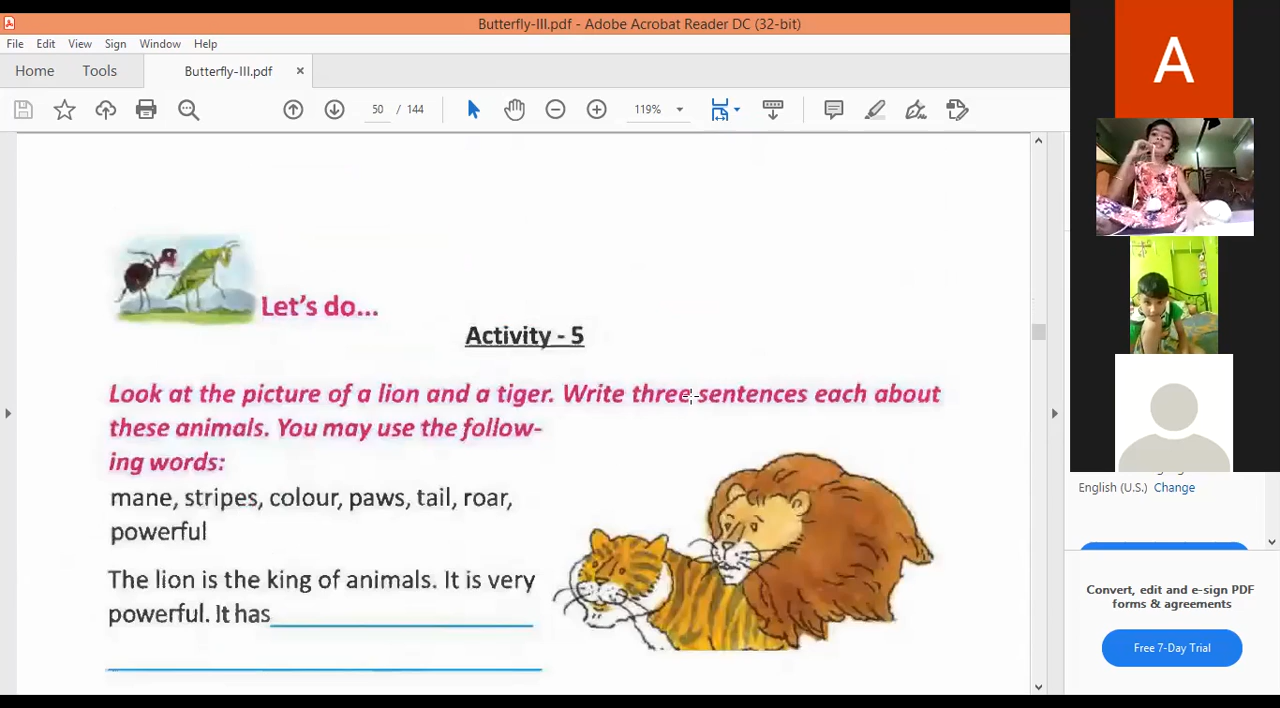 Butterfly-III.pdf - Adobe Acrobat Reader DC (32-bit)
File Edit View Sign Window Help
Home Tools Butterfly-III.pdf ×
50 / 144 119%
A
Let's do...
Activity - 5
Look at the picture of a lion and a tiger. Write three sentences each about
these animals. You may use the follow-
ing words:
mane, stripes, colour, paws, tail, roar,
powerful
The lion is the king of animals. It is very
powerful. It has
English (U.S.) Change
Convert, edit and e-sign PDF
forms & agreements
Free 7-Day Trial